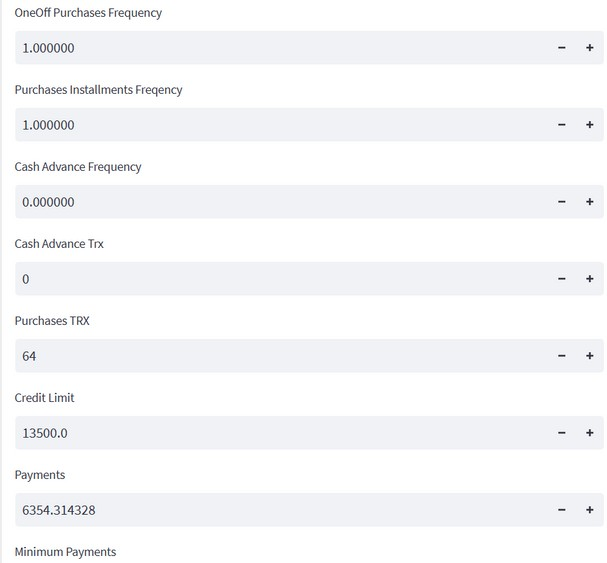 OneOff Purchases Frequency
1.000000
Purchases Installments Freqency
1.000000
Cash Advance Frequency
0.000000
Cash Advance Trx
0
Purchases TRX
64
Credit Limit
13500.0
Payments
6354.314328
Minimum Payments